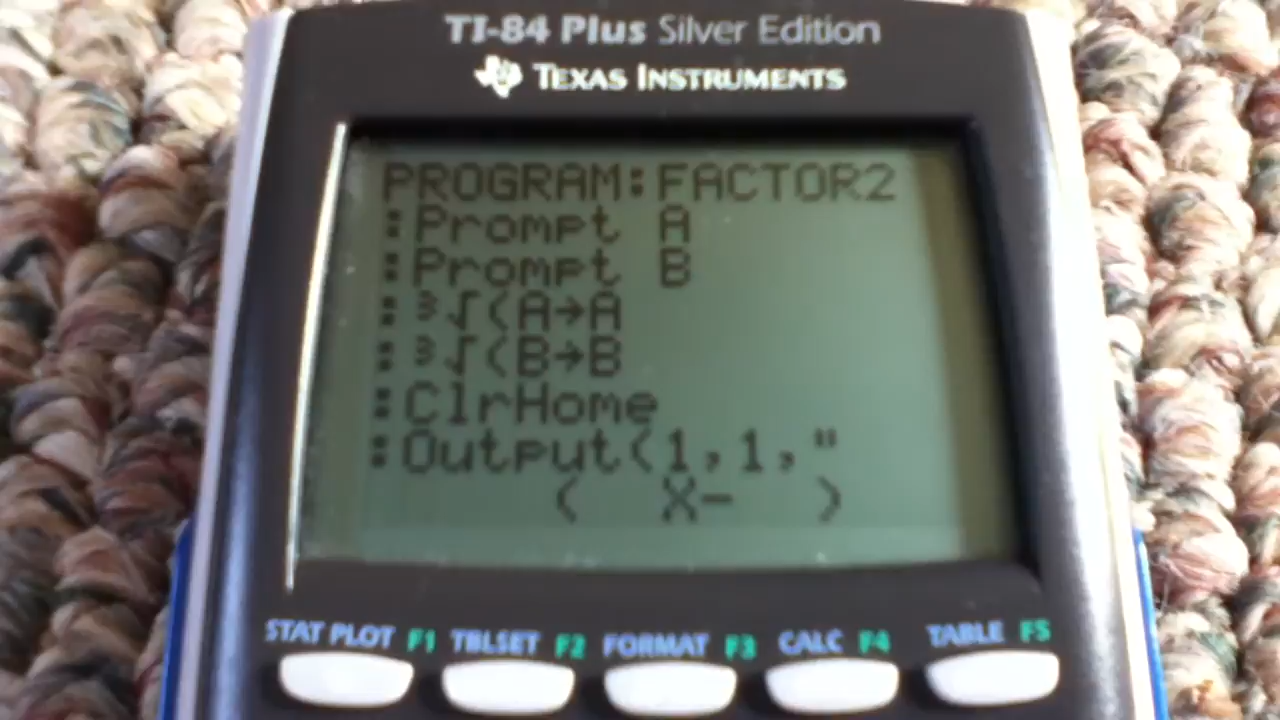 TI-84 Plus Silver Edition
TEXAS INSTRUMENTS
PROGRAM:FACTOR2
:Prompt A
:Prompt B
:³√(A→A
:³√(B→B
:ClrHome
:Output(1,1,"
( X- )
STAT PLOT F1 TBLSET F2 FORMAT F3 CALC F4 TABLE F5